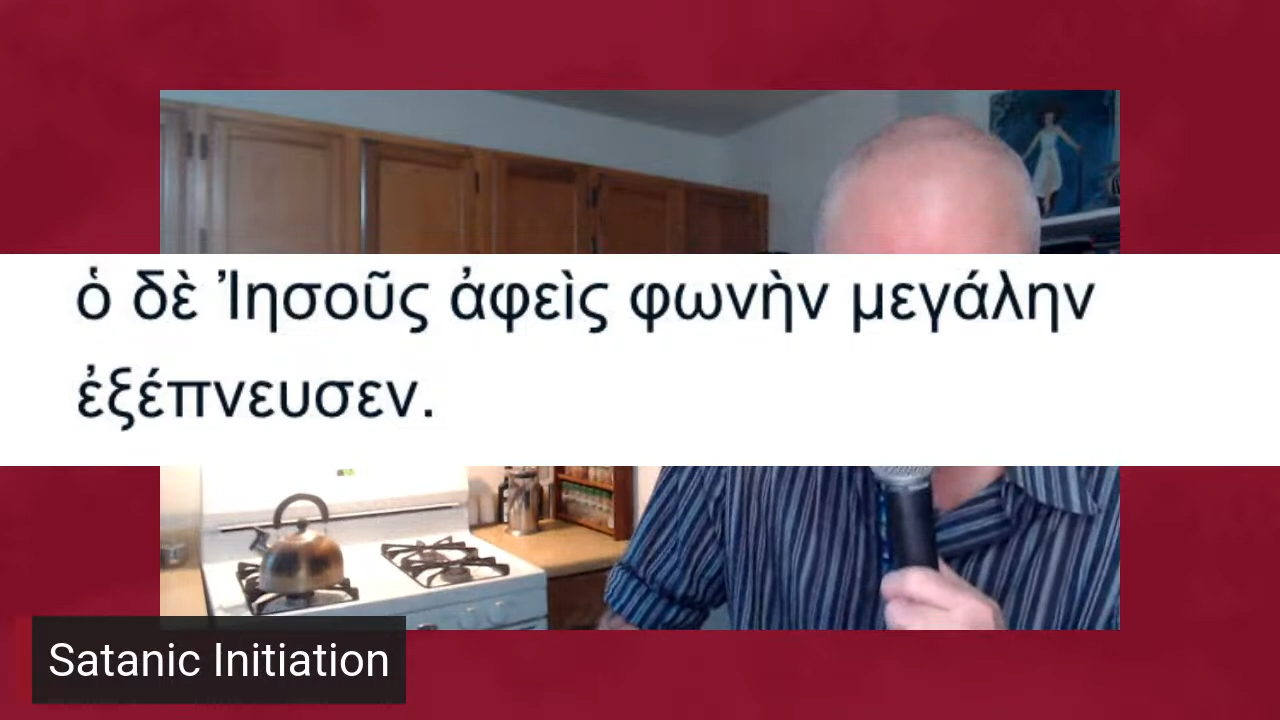 ὁ δὲ Ἰησοῦς ἀφεὶς φωνὴν μεγάλην
ἐξέπνευσεν.
Satanic Initiation